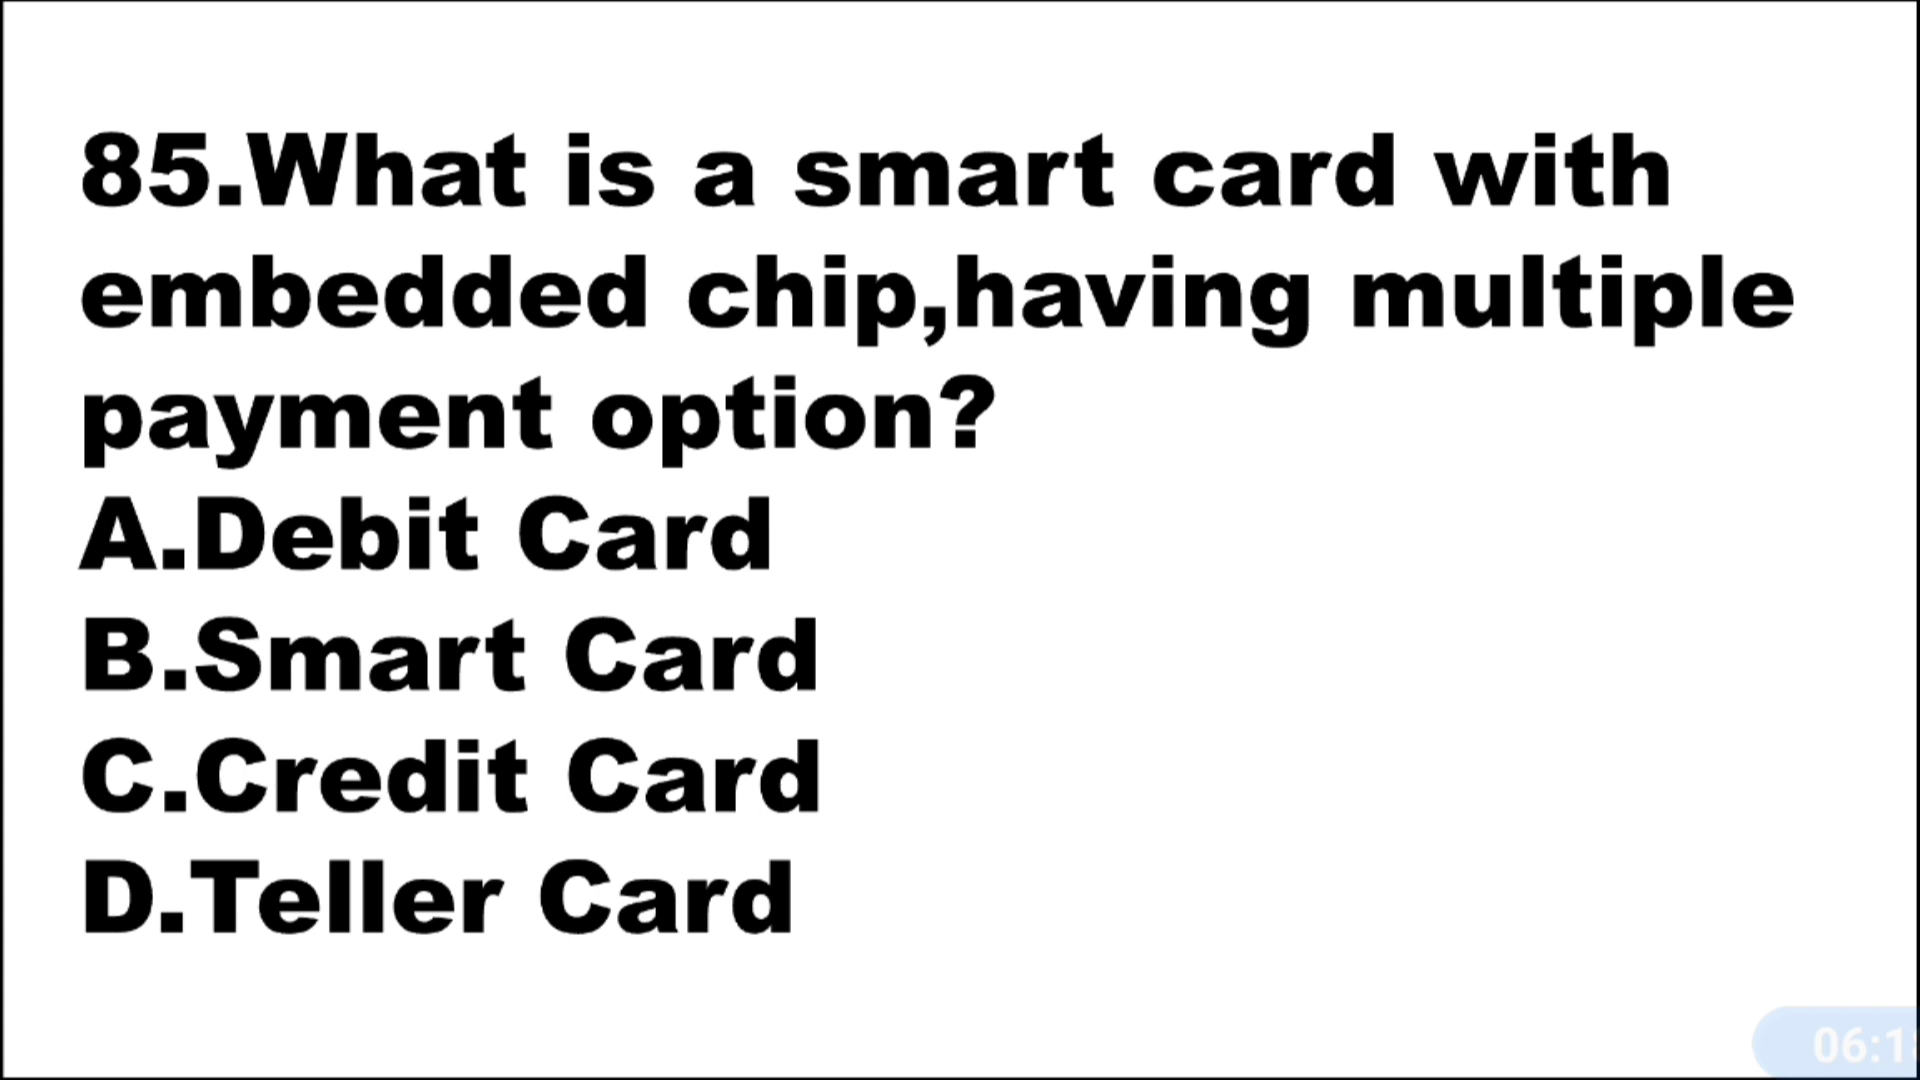 85.What is a smart card with
embedded chip,having multiple
payment option?
A.Debit Card
B.Smart Card
C.Credit Card
D.Teller Card